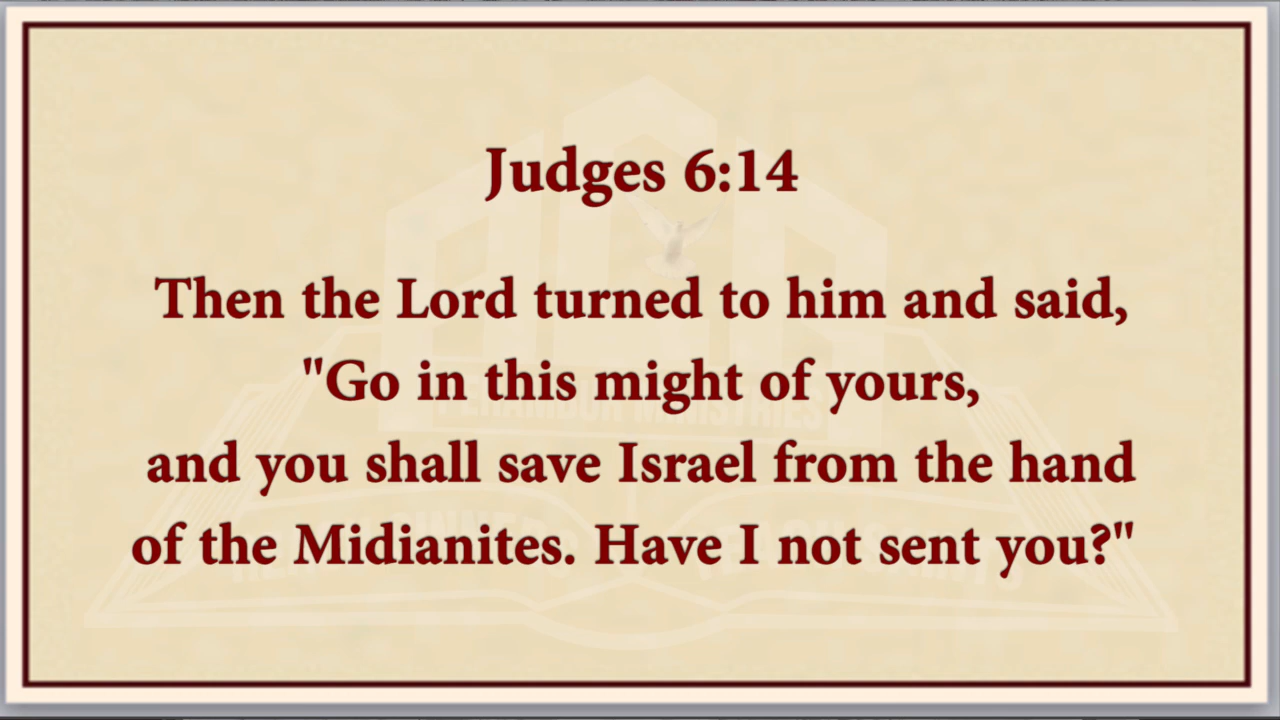 Judges 6:14
Then the Lord turned to him and said,
"Go in this might of yours,
and you shall save Israel from the hand
of the Midianites. Have I not sent you?"